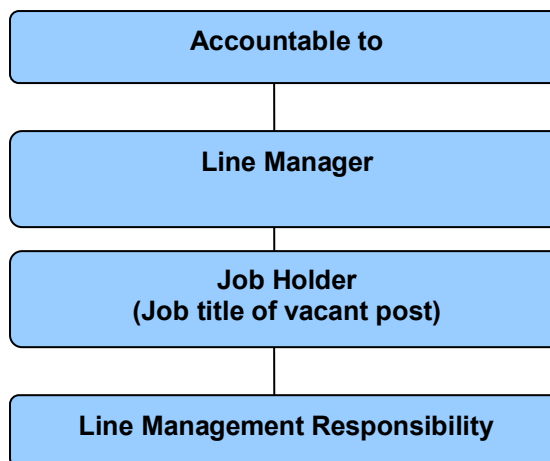 Accountable to
Line Manager
Job Holder
(Job title of vacant post)
Line Management Responsibility